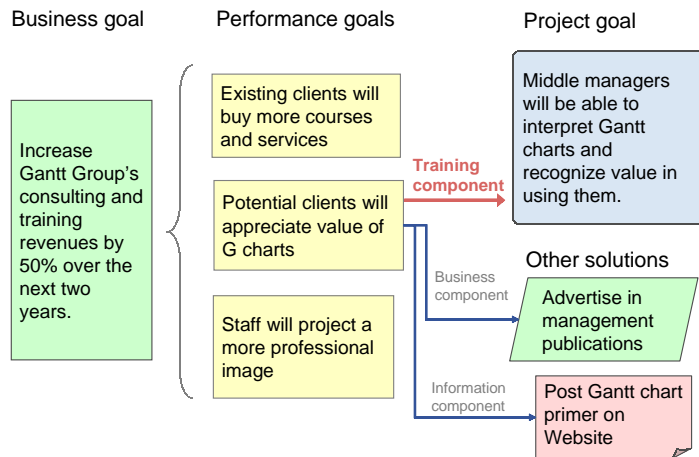 Business goal
Performance goals
Project goal
Increase
Gantt Group's
consulting and
training
revenues by
50% over the
next two
years.
Existing clients will
buy more courses
and services
Potential clients will
appreciate value of
G charts
Staff will project a
more professional
image
Training
component
Middle managers
will be able to
interpret Gantt
charts and
recognize value in
using them.
Other solutions
Business
component
Advertise in
management
publications
Information
component
Post Gantt chart
primer on
Website